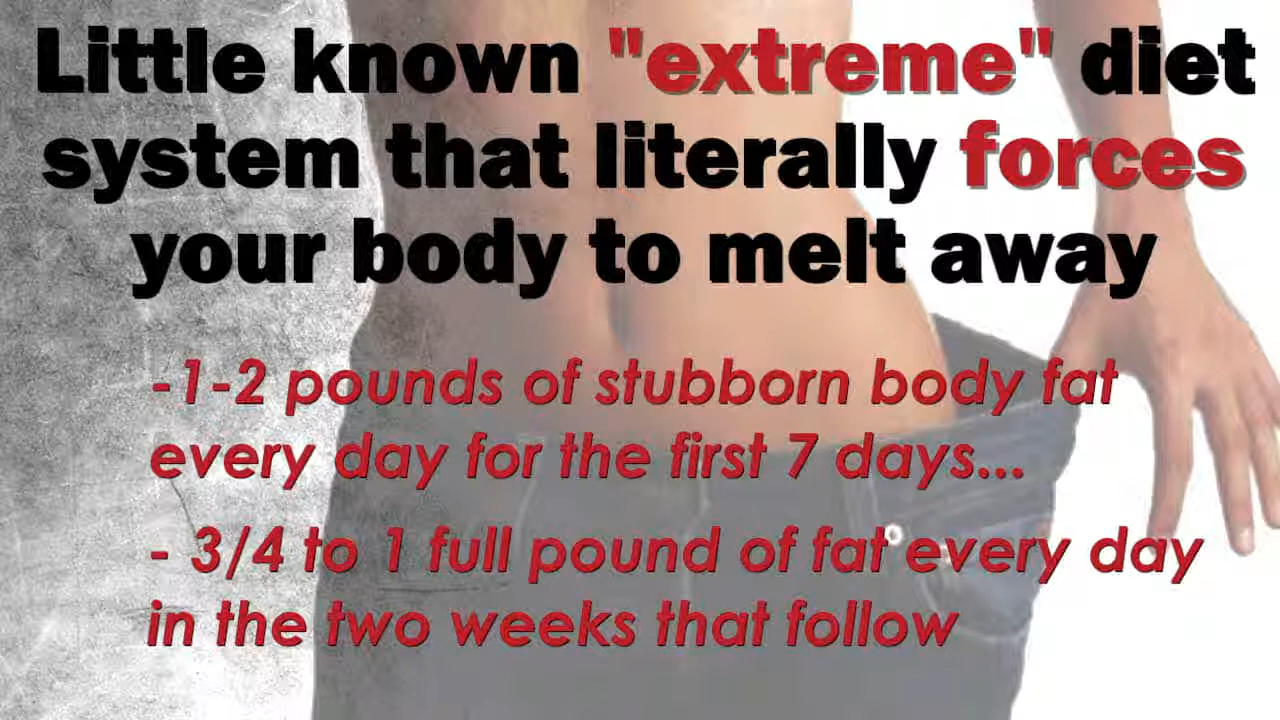 Little known "extreme" diet
system that literally forces
your body to melt away
-1-2 pounds of stubborn body fat
every day for the first 7 days...
- 3/4 to 1 full pound of fat every day
in the two weeks that follow